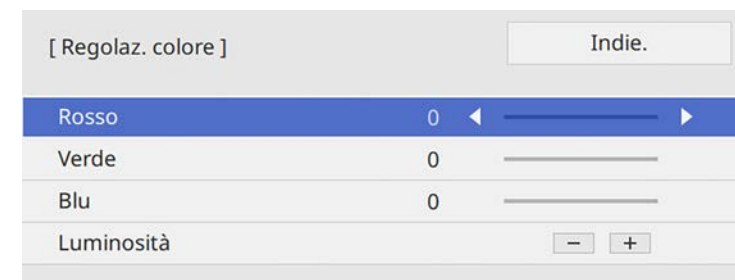 [ Regolaz. colore ]
Indie.
Rosso 0
Verde 0
Blu 0
Luminosità − +